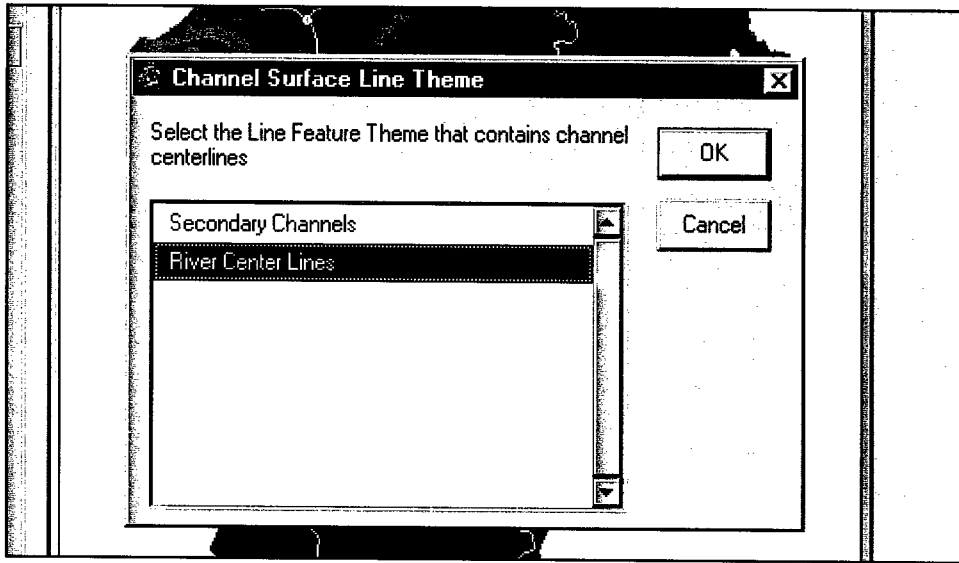 Channel Surface Line Theme
Select the Line Feature Theme that contains channel
centerlines
OK
Cancel
Secondary Channels
River Center Lines